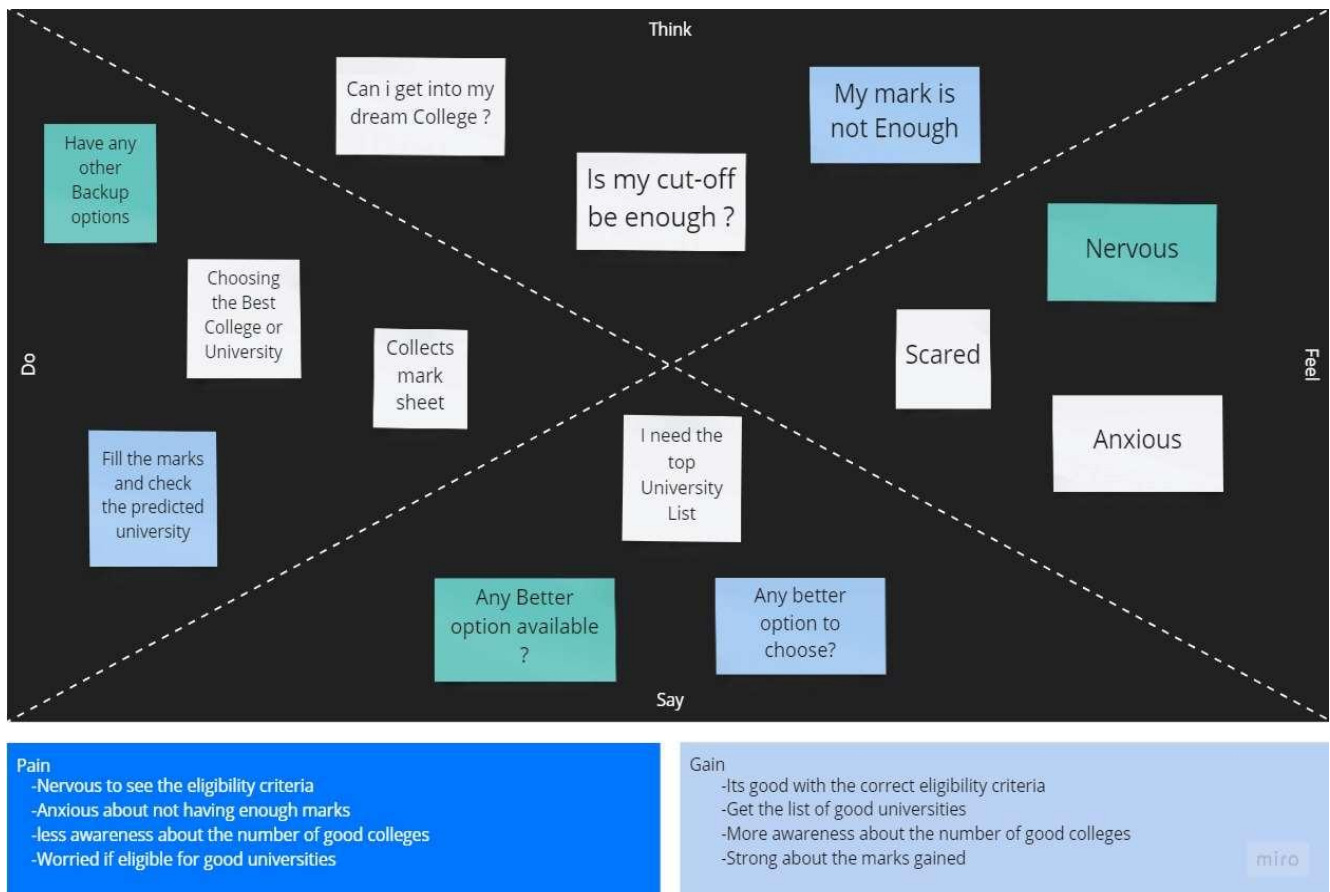 Think
Can i get into my
dream College ?
My mark is
not Enough
Is my cut-off
be enough ?
Do
Have any
other
Backup
options
Choosing
the Best
College or
University
Collects
mark
sheet
Fill the marks
and check
the predicted
university
Feel
Nervous
Scared
Anxious
I need the
top
University
List
Any Better
option available
?
Any better
option to
choose?
Say
Pain
-Nervous to see the eligibility criteria
-Anxious about not having enough marks
-less awareness about the number of good colleges
-Worried if eligible for good universities
Gain
-Its good with the correct eligibility criteria
-Get the list of good universities
-More awareness about the number of good colleges
-Strong about the marks gained
miro